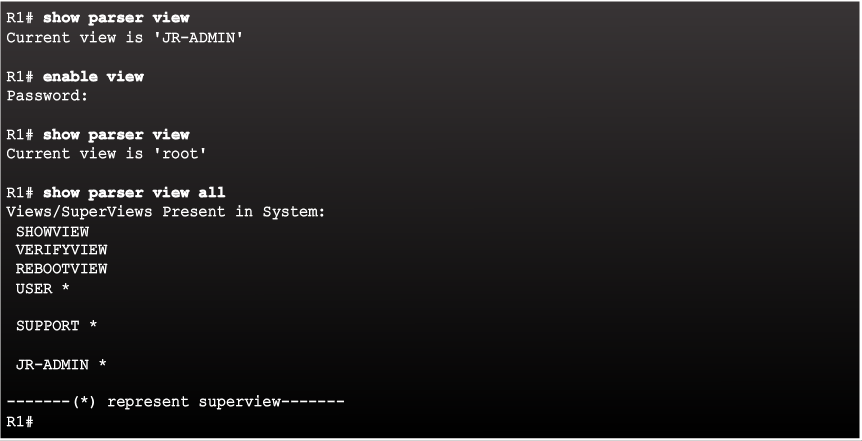 R1# show parser view
Current view is 'JR-ADMIN'
R1# enable view
Password:
R1# show parser view
Current view is 'root'
R1# show parser view all
Views/SuperViews Present in System:
SHOWVIEW
VERIFYVIEW
REBOOTVIEW
USER *
SUPPORT *
JR-ADMIN *
-------(*) represent superview-------
R1#